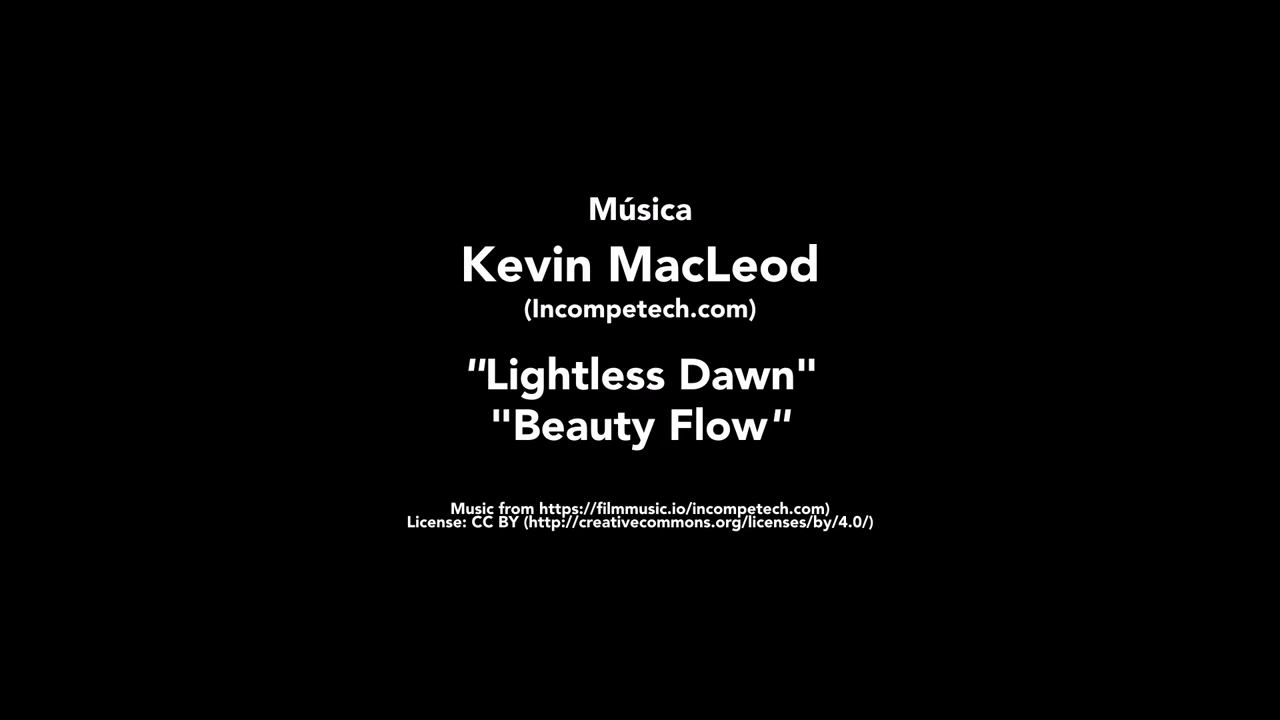 Música
Kevin MacLeod
(Incompetech.com)
"Lightless Dawn"
"Beauty Flow"
Music from https://filmmusic.io/incompetech.com)
License: CC BY (http://creativecommons.org/licenses/by/4.0/)